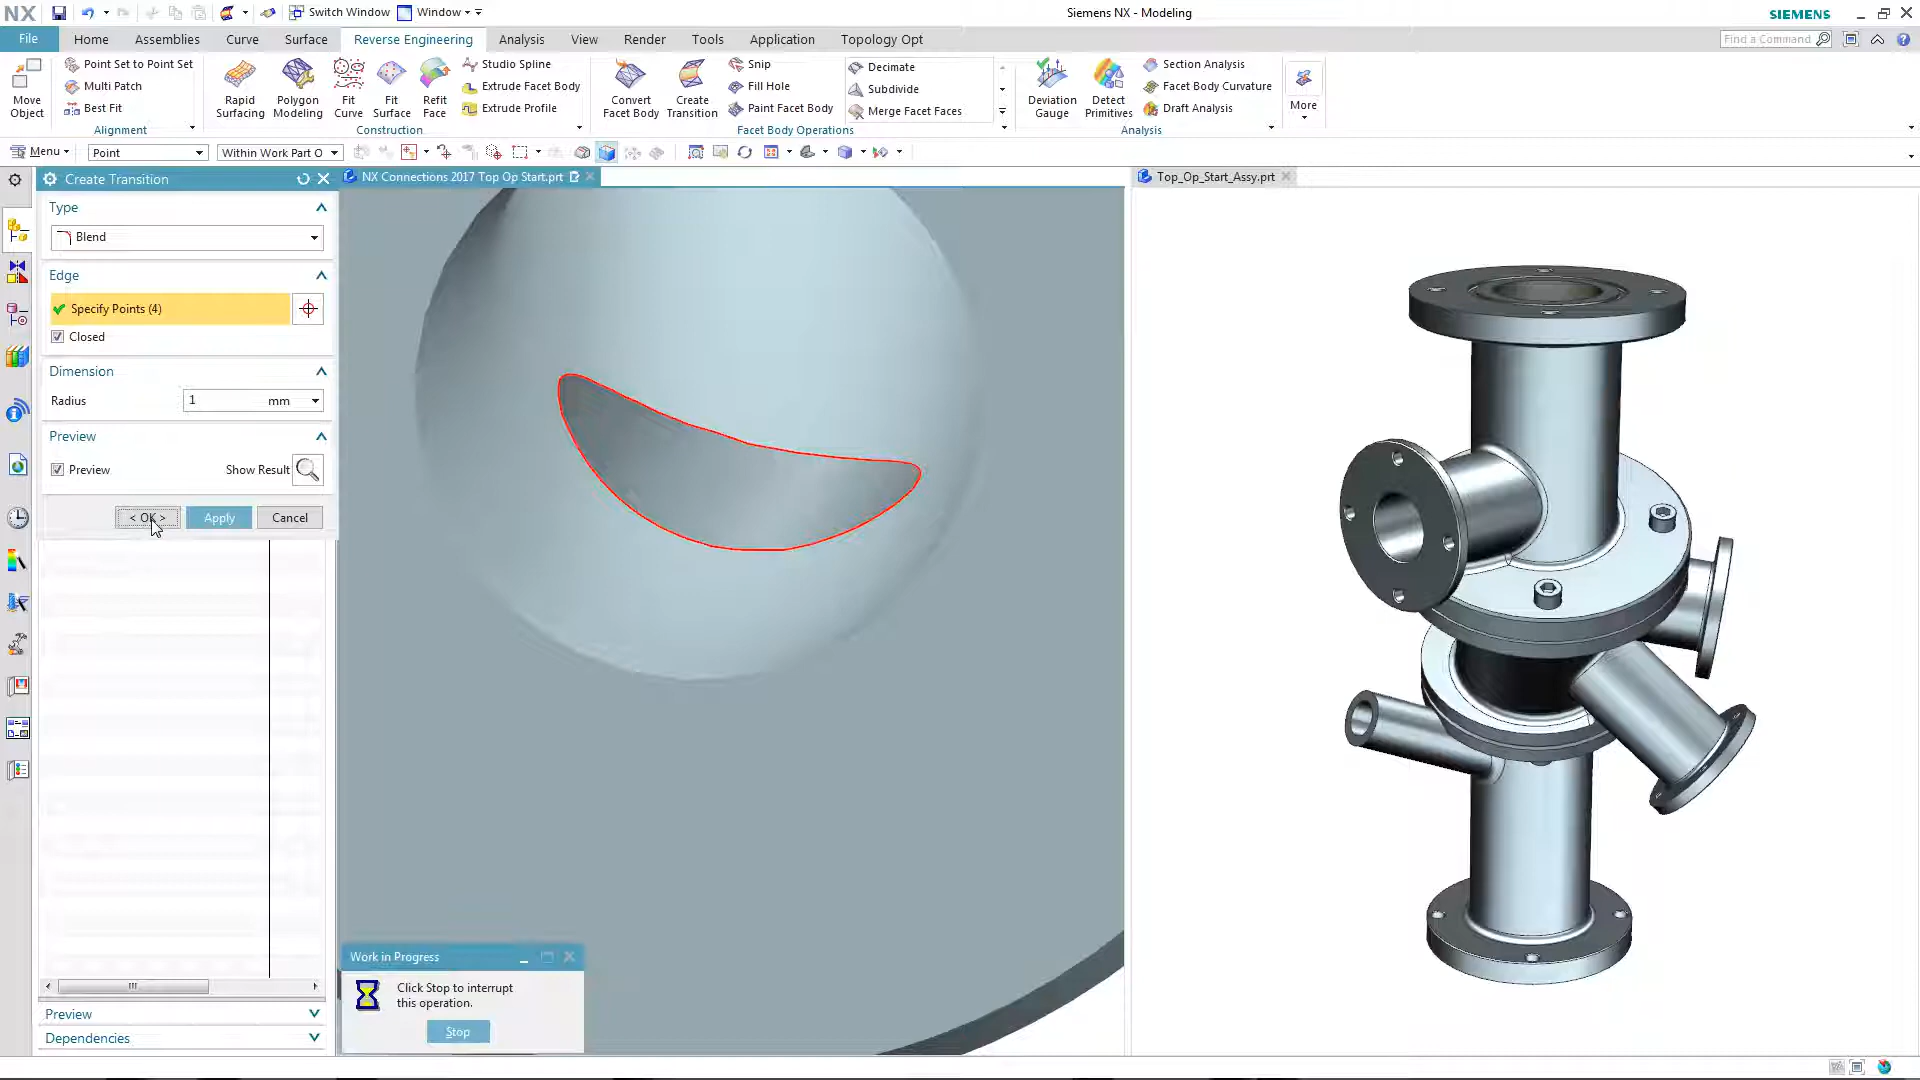 NX
Switch Window
Window
Siemens NX - Modeling
SIEMENS
File
Home
Assemblies
Curve
Surface
Reverse Engineering
Analysis
View
Render
Tools
Application
Topology Opt
Find a Command
Move
Object
Point Set to Point Set
Multi Patch
Best Fit
Alignment
Rapid
Surfacing
Polygon
Modeling
Fit
Curve
Fit
Surface
Refit
Face
Studio Spline
Extrude Facet Body
Extrude Profile
Construction
Convert
Facet Body
Create
Transition
Snip
Fill Hole
Paint Facet Body
Decimate
Subdivide
Merge Facet Faces
Facet Body Operations
Deviation
Gauge
Detect
Primitives
Section Analysis
Facet Body Curvature
Draft Analysis
Analysis
More
Menu
Point
Within Work Part O
Create Transition
NX Connections 2017 Top Op Start.prt
Top_Op_Start_Assy.prt
Type
Blend
Edge
Specify Points (4)
Closed
Dimension
Radius
1 mm
Preview
Preview
Show Result
< OK >
Apply
Cancel
Work in Progress
Click Stop to interrupt
this operation.
Stop
Preview
Dependencies